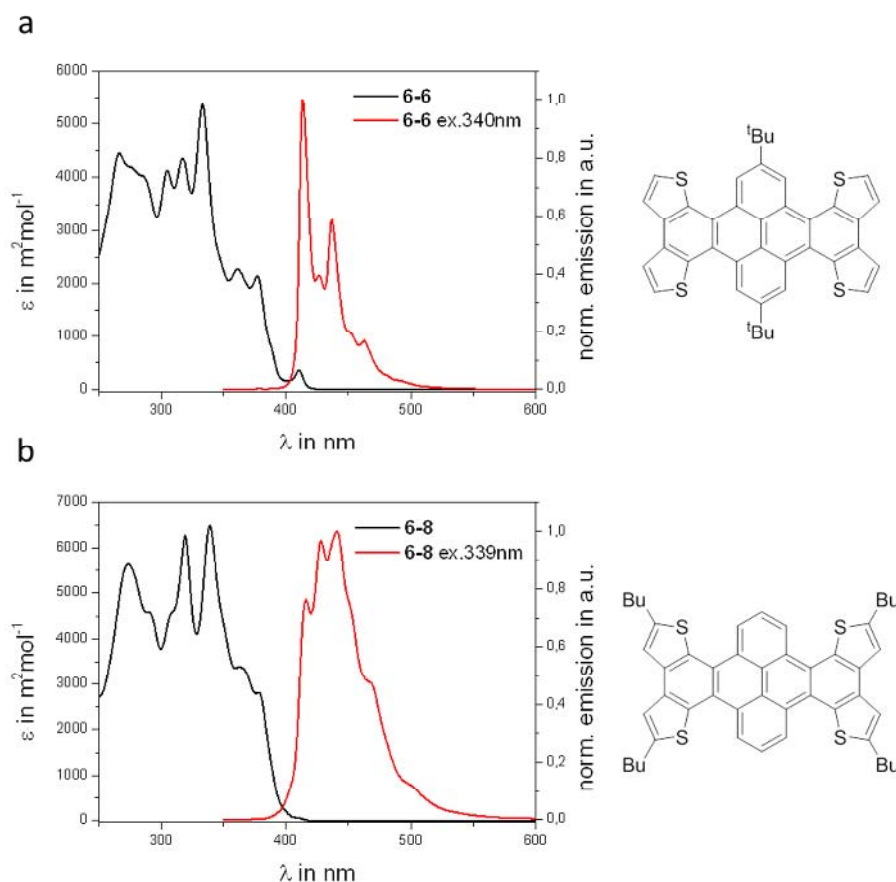 a
6000
5000
4000
3000
2000
1000
0
ε in m²mol⁻¹
300
400
500
600
λ in nm
1,0
0,8
0,6
0,4
0,2
0,0
norm. emission in a.u.
6-6
6-6 ex.340nm
ᵗBu
S
S
S
S
ᵗBu
b
7000
6000
5000
4000
3000
2000
1000
0
ε in m²mol⁻¹
300
400
500
600
λ in nm
1,0
0,8
0,6
0,4
0,2
0,0
norm. emission in a.u.
6-8
6-8 ex.339nm
Bu
Bu
S
S
S
S
Bu
Bu